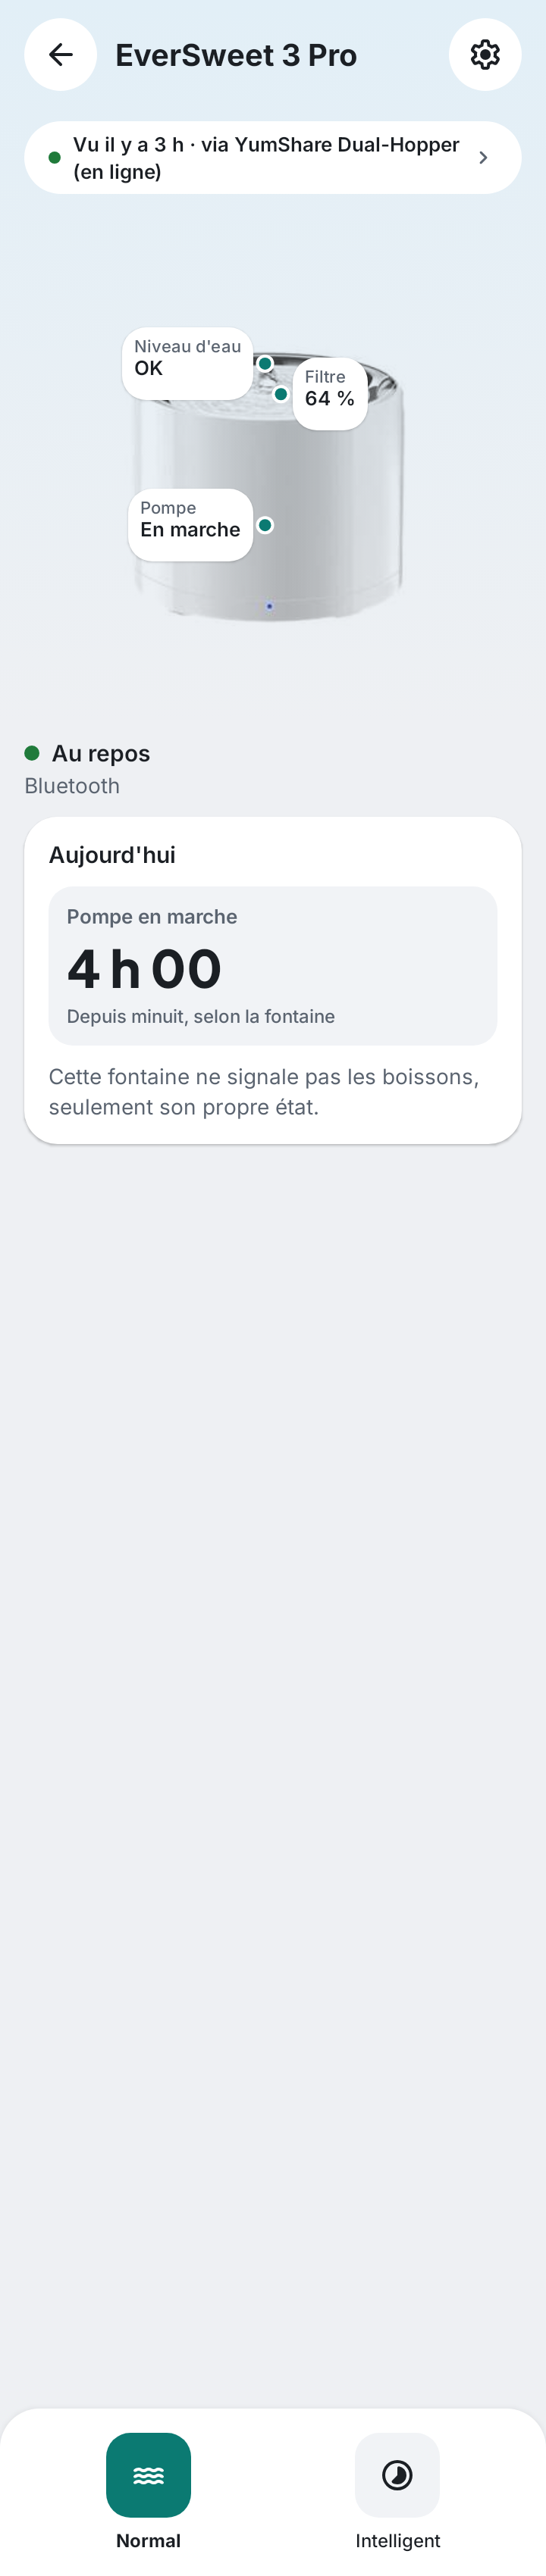 EverSweet 3 Pro
Vu il y a 3 h · via YumShare Dual-Hopper
(en ligne)
Niveau d'eau
OK
Filtre
64 %
Pompe
En marche
Au repos
Bluetooth
Aujourd'hui
Pompe en marche
4 h 00
Depuis minuit, selon la fontaine
Cette fontaine ne signale pas les boissons,
seulement son propre état.
Normal
Intelligent